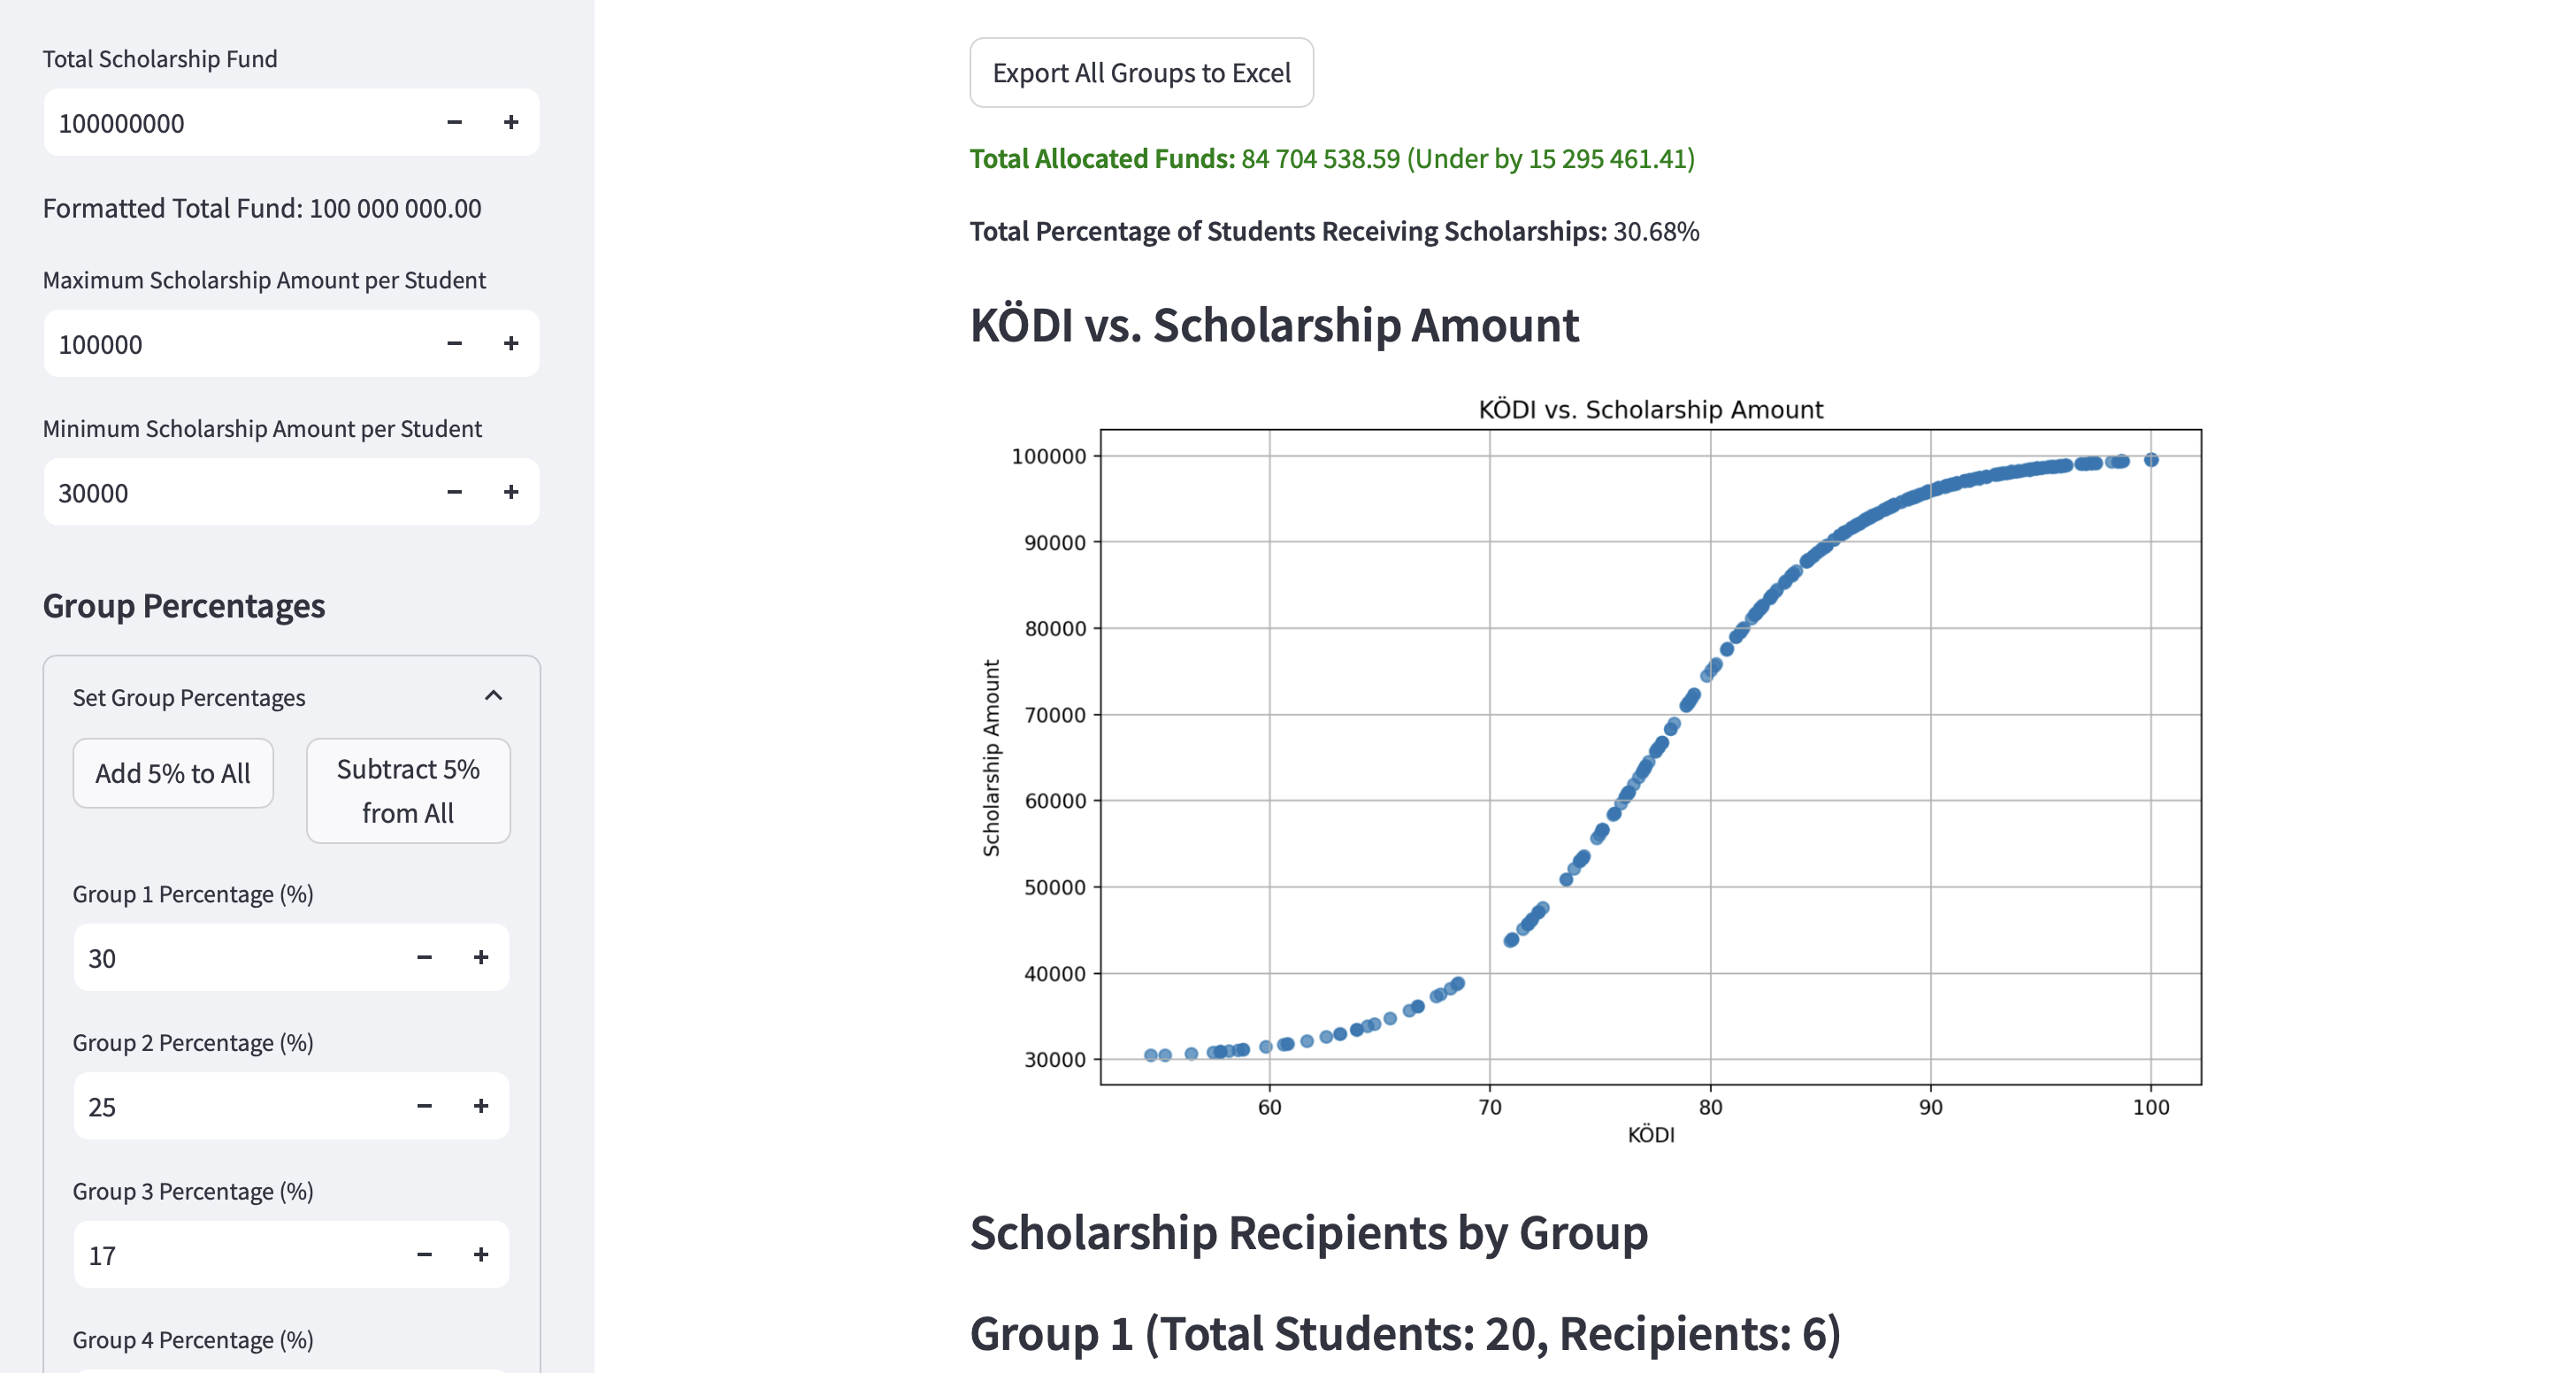 Total Scholarship Fund
100000000
Formatted Total Fund: 100 000 000.00
Maximum Scholarship Amount per Student
100000
Minimum Scholarship Amount per Student
30000
Group Percentages
Set Group Percentages
Add 5% to All
Subtract 5%
from All
Group 1 Percentage (%)
30
Group 2 Percentage (%)
25
Group 3 Percentage (%)
17
Group 4 Percentage (%)
Export All Groups to Excel
Total Allocated Funds: 84 704 538.59 (Under by 15 295 461.41)
Total Percentage of Students Receiving Scholarships: 30.68%
KÖDI vs. Scholarship Amount
KÖDI vs. Scholarship Amount
Scholarship Amount
100000
90000
80000
70000
60000
50000
40000
30000
60 70 80 90 100
KÖDI
Scholarship Recipients by Group
Group 1 (Total Students: 20, Recipients: 6)